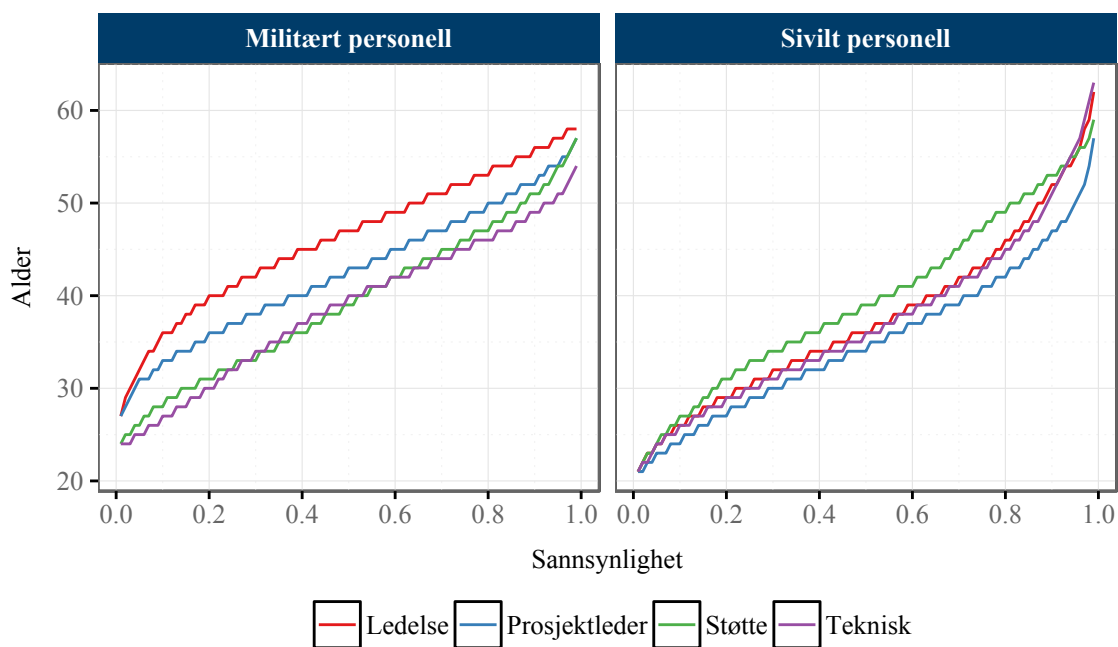 Militært personell
Sivilt personell
Alder
60
50
40
30
20
0.0 0.2 0.4 0.6 0.8 1.0
0.0 0.2 0.4 0.6 0.8 1.0
Sannsynlighet
Ledelse Prosjektleder Støtte Teknisk